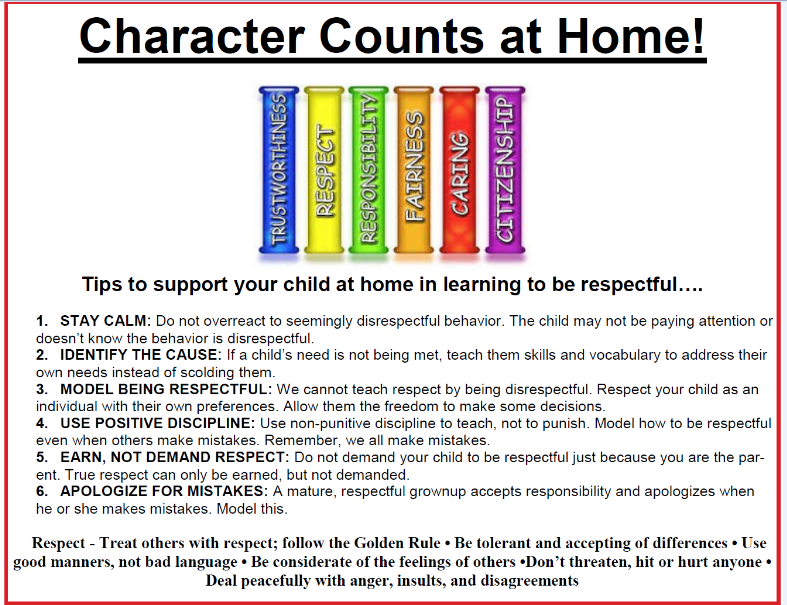 Character Counts at Home!
TRUSTWORTHINESS
RESPECT
RESPONSIBILITY
FAIRNESS
CARING
CITIZENSHIP
Tips to support your child at home in learning to be respectful….
1. STAY CALM: Do not overreact to seemingly disrespectful behavior. The child may not be paying attention or
doesn’t know the behavior is disrespectful.
2. IDENTIFY THE CAUSE: If a child’s need is not being met, teach them skills and vocabulary to address their
own needs instead of scolding them.
3. MODEL BEING RESPECTFUL: We cannot teach respect by being disrespectful. Respect your child as an
individual with their own preferences. Allow them the freedom to make some decisions.
4. USE POSITIVE DISCIPLINE: Use non-punitive discipline to teach, not to punish. Model how to be respectful
even when others make mistakes. Remember, we all make mistakes.
5. EARN, NOT DEMAND RESPECT: Do not demand your child to be respectful just because you are the par-
ent. True respect can only be earned, but not demanded.
6. APOLOGIZE FOR MISTAKES: A mature, respectful grownup accepts responsibility and apologizes when
he or she makes mistakes. Model this.
Respect - Treat others with respect; follow the Golden Rule • Be tolerant and accepting of differences • Use
good manners, not bad language • Be considerate of the feelings of others •Don’t threaten, hit or hurt anyone •
Deal peacefully with anger, insults, and disagreements